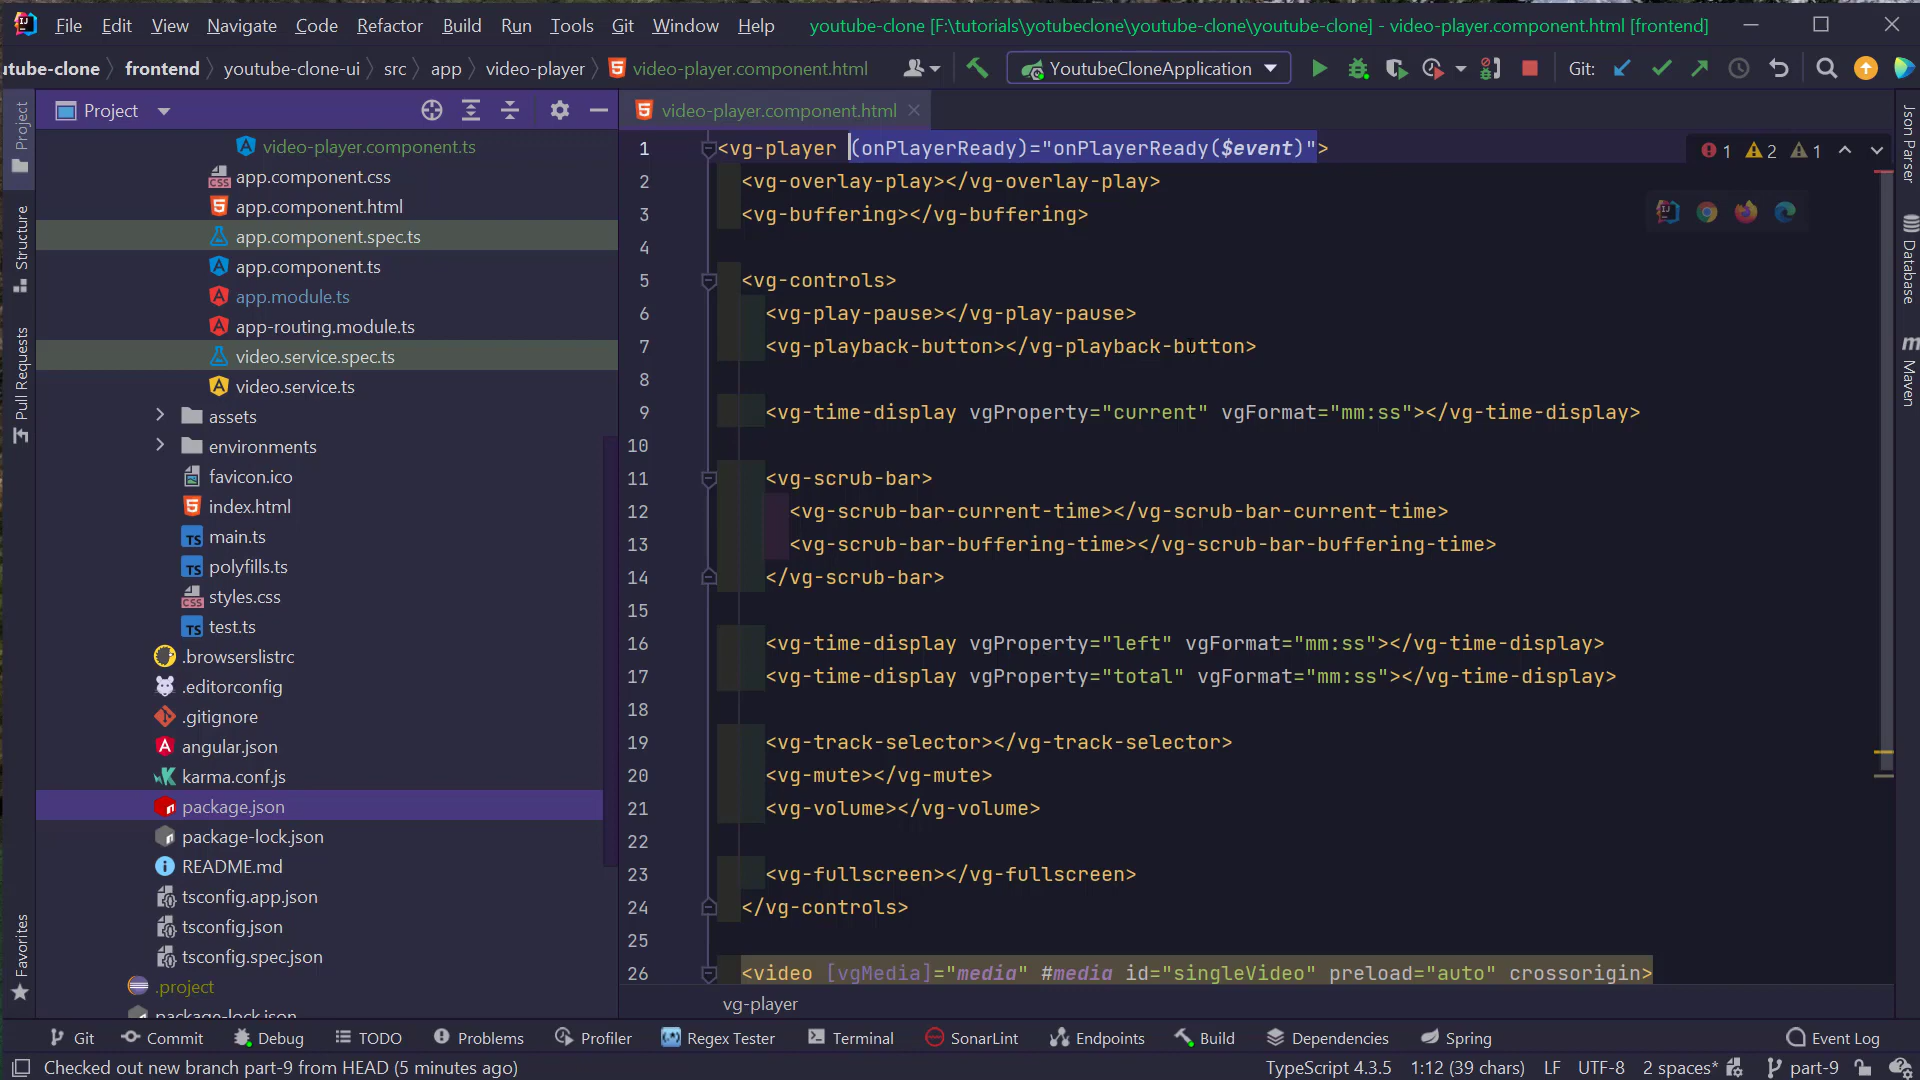 File Edit View Navigate Code Refactor Build Run Tools Git Window Help youtube-clone [F:\tutorials\yotubeclone\youtube-clone\youtube-clone] - video-player.component.html [frontend]
utube-clone frontend youtube-clone-ui src app video-player video-player.component.html YoutubeCloneApplication Git:
Project
video-player.component.html
Project
Structure
Pull Requests
Favorites
video-player.component.ts
app.component.css
app.component.html
app.component.spec.ts
app.component.ts
app.module.ts
app-routing.module.ts
video.service.spec.ts
video.service.ts
assets
environments
favicon.ico
index.html
main.ts
polyfills.ts
styles.css
test.ts
.browserslistrc
.editorconfig
.gitignore
angular.json
karma.conf.js
package.json
package-lock.json
README.md
tsconfig.app.json
tsconfig.json
tsconfig.spec.json
.project
package-lock.json
1 <vg-player (onPlayerReady)="onPlayerReady($event)">
2 <vg-overlay-play></vg-overlay-play>
3 <vg-buffering></vg-buffering>
4
5 <vg-controls>
6 <vg-play-pause></vg-play-pause>
7 <vg-playback-button></vg-playback-button>
8
9 <vg-time-display vgProperty="current" vgFormat="mm:ss"></vg-time-display>
10
11 <vg-scrub-bar>
12 <vg-scrub-bar-current-time></vg-scrub-bar-current-time>
13 <vg-scrub-bar-buffering-time></vg-scrub-bar-buffering-time>
14 </vg-scrub-bar>
15
16 <vg-time-display vgProperty="left" vgFormat="mm:ss"></vg-time-display>
17 <vg-time-display vgProperty="total" vgFormat="mm:ss"></vg-time-display>
18
19 <vg-track-selector></vg-track-selector>
20 <vg-mute></vg-mute>
21 <vg-volume></vg-volume>
22
23 <vg-fullscreen></vg-fullscreen>
24 </vg-controls>
25
26 <video [vgMedia]="media" #media id="singleVideo" preload="auto" crossorigin>
1 2 1
vg-player
Json Parser
Database
Maven
Git Commit Debug TODO Problems Profiler Regex Tester Terminal SonarLint Endpoints Build Dependencies Spring Event Log
Checked out new branch part-9 from HEAD (5 minutes ago) TypeScript 4.3.5 1:12 (39 chars) LF UTF-8 2 spaces* part-9